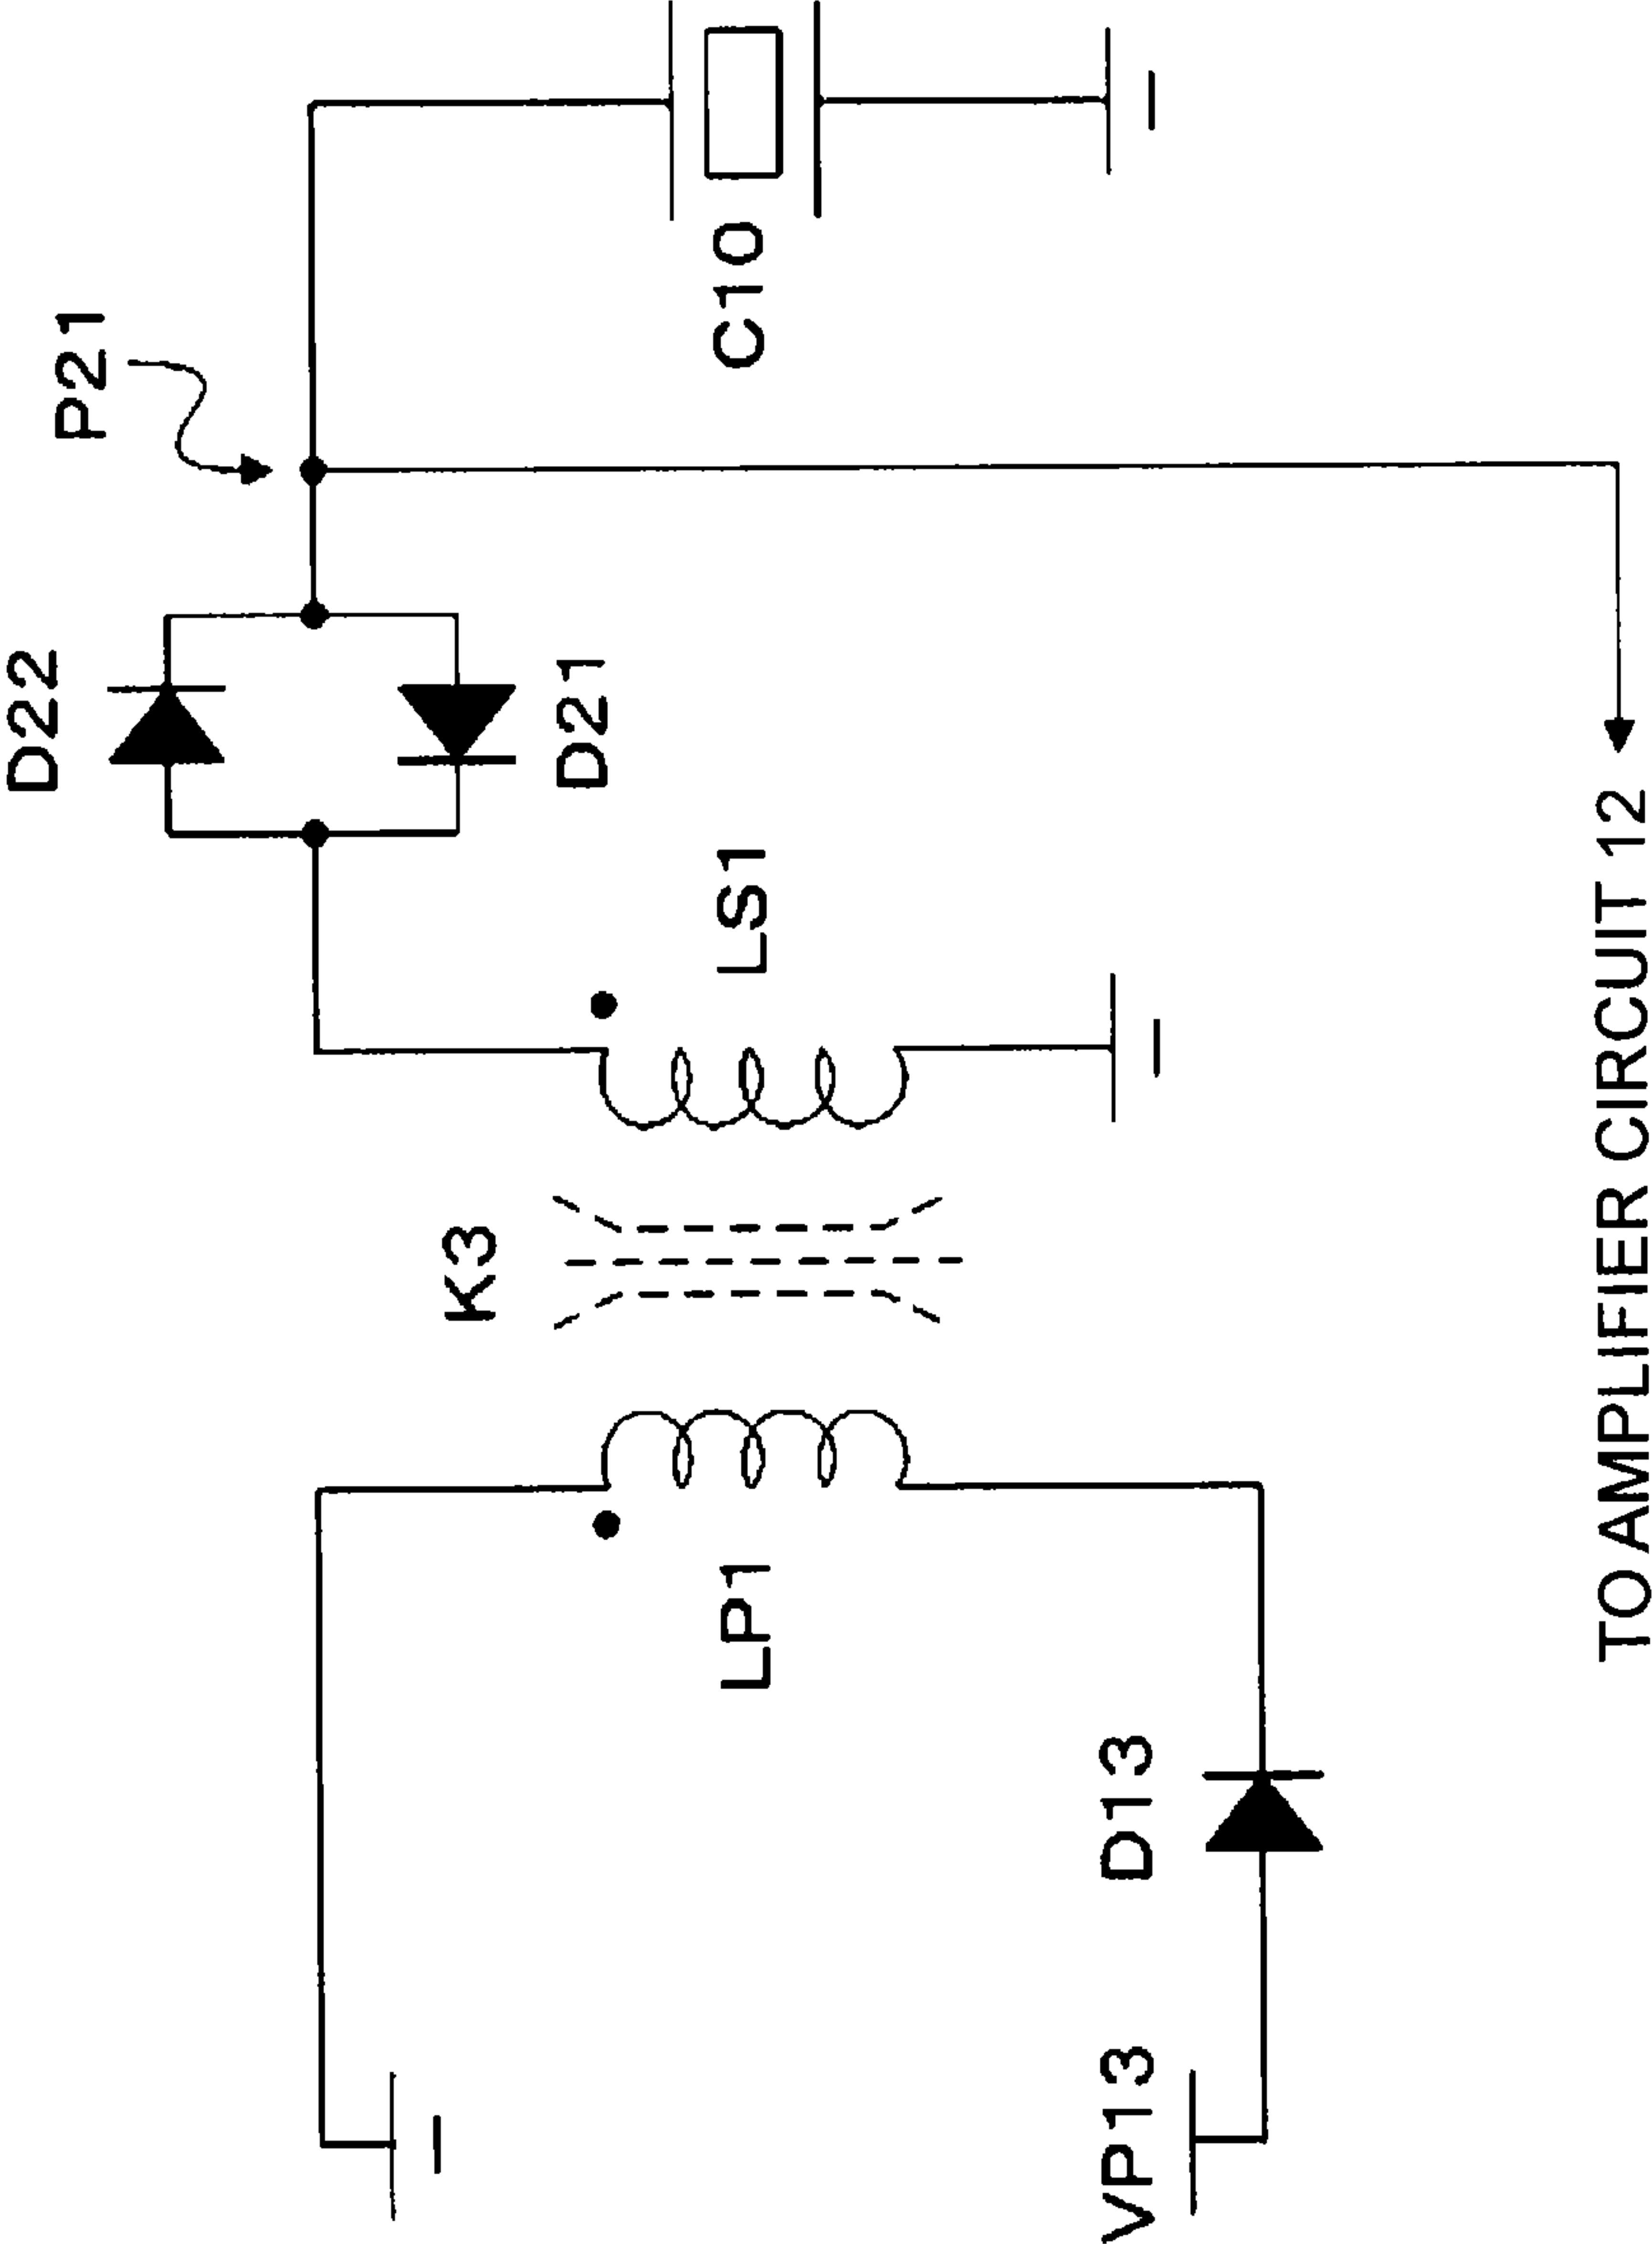 VP13
D13
LP1
K3
LS1
D22
D21
P21
C10
TO AMPLIFIER CIRCUIT 12